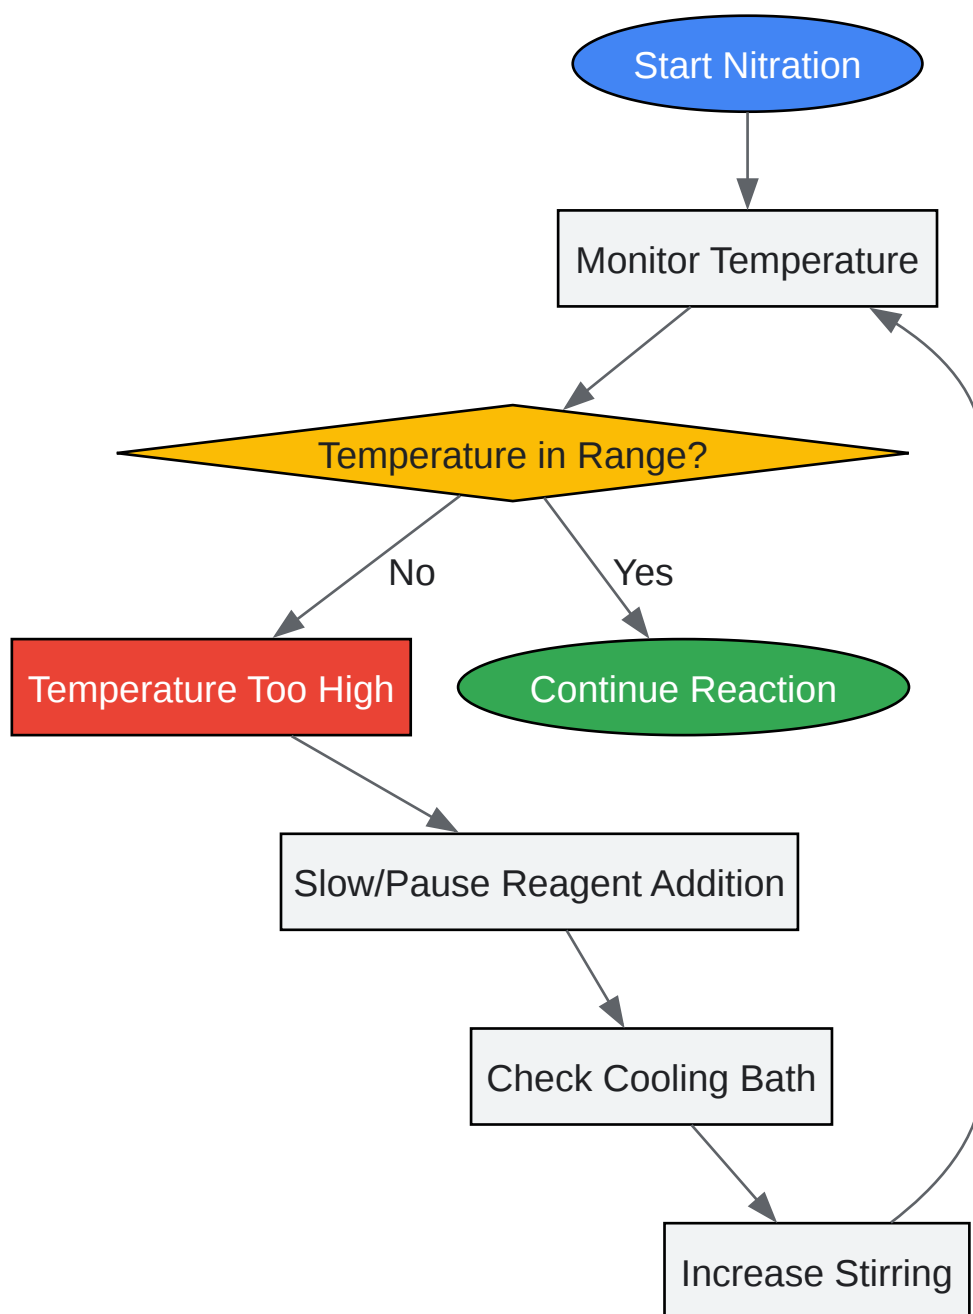 Start Nitration
Monitor Temperature
Temperature in Range?
No
Yes
Temperature Too High
Continue Reaction
Slow/Pause Reagent Addition
Check Cooling Bath
Increase Stirring